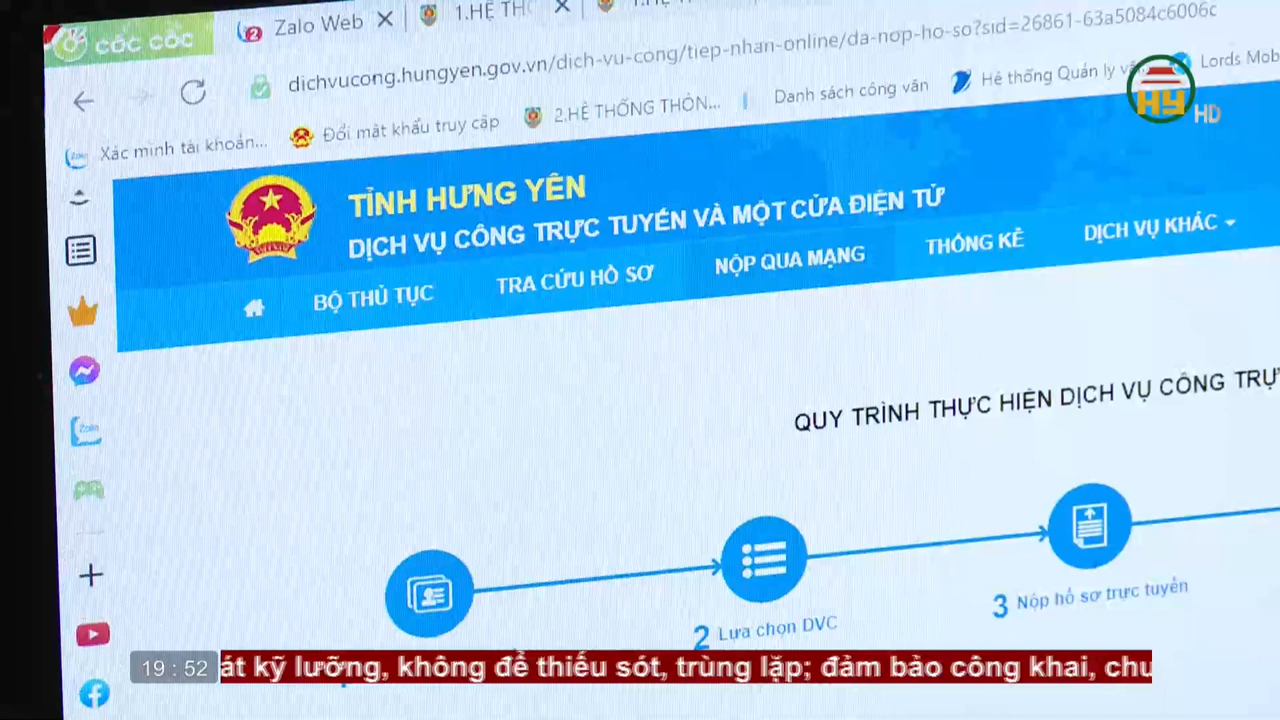 cốc cốc
2 Zalo Web
1.HỆ
dichvucong.hungyen.gov.vn/dich-vu-cong/tiep-nhan-online/da-nop-ho-so?sid=26861-63a5084c6006c
Xác minh tài khoản...
Đổi mật khẩu truy cập
2.HỆ THỐNG THÔN...
Danh sách công văn
Hệ thống Quản lý
Lords Mob
HY HD
TỈNH HƯNG YÊN
DỊCH VỤ CÔNG TRỰC TUYẾN VÀ MỘT CỬA ĐIỆN TỬ
BỘ THỦ TỤC
TRA CỨU HỒ SƠ
NỘP QUA MẠNG
THỐNG KÊ
DỊCH VỤ KHÁC
QUY TRÌNH THỰC HIỆN DỊCH VỤ CÔNG TRỰ
Zalo
2 Lựa chọn DVC
3 Nộp hồ sơ trực tuyến
19 : 52
át kỹ lưỡng, không để thiếu sót, trùng lặp; đảm bảo công khai, chu